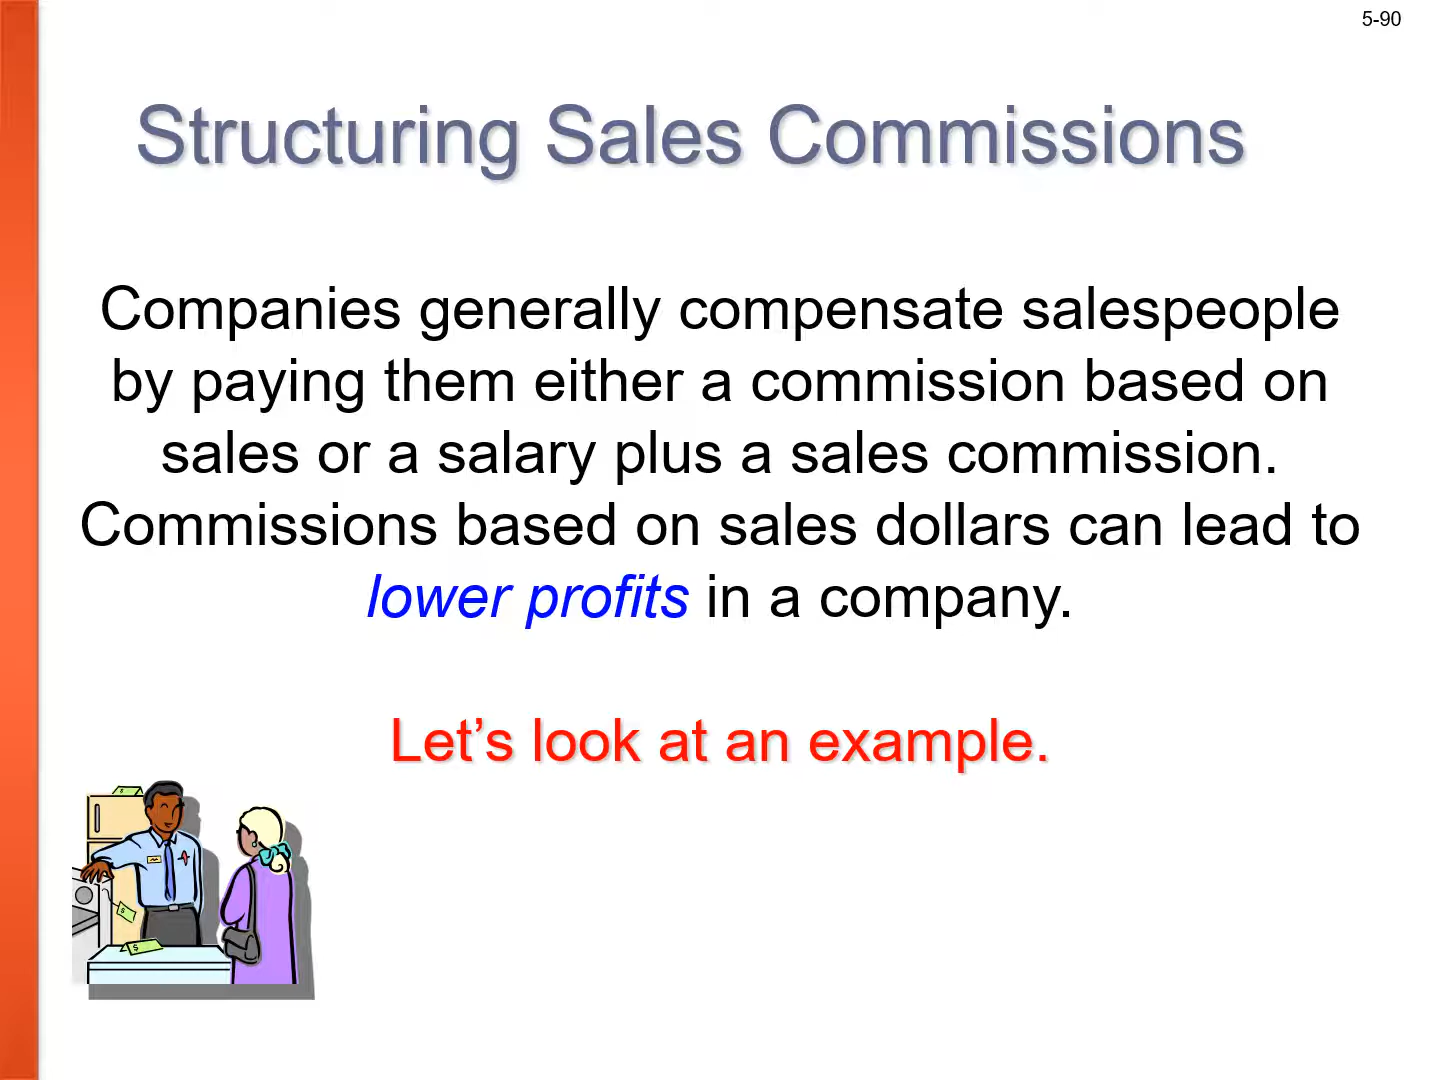 5-90
Structuring Sales Commissions
Companies generally compensate salespeople
by paying them either a commission based on
sales or a salary plus a sales commission.
Commissions based on sales dollars can lead to
lower profits in a company.
Let’s look at an example.
$
$
$